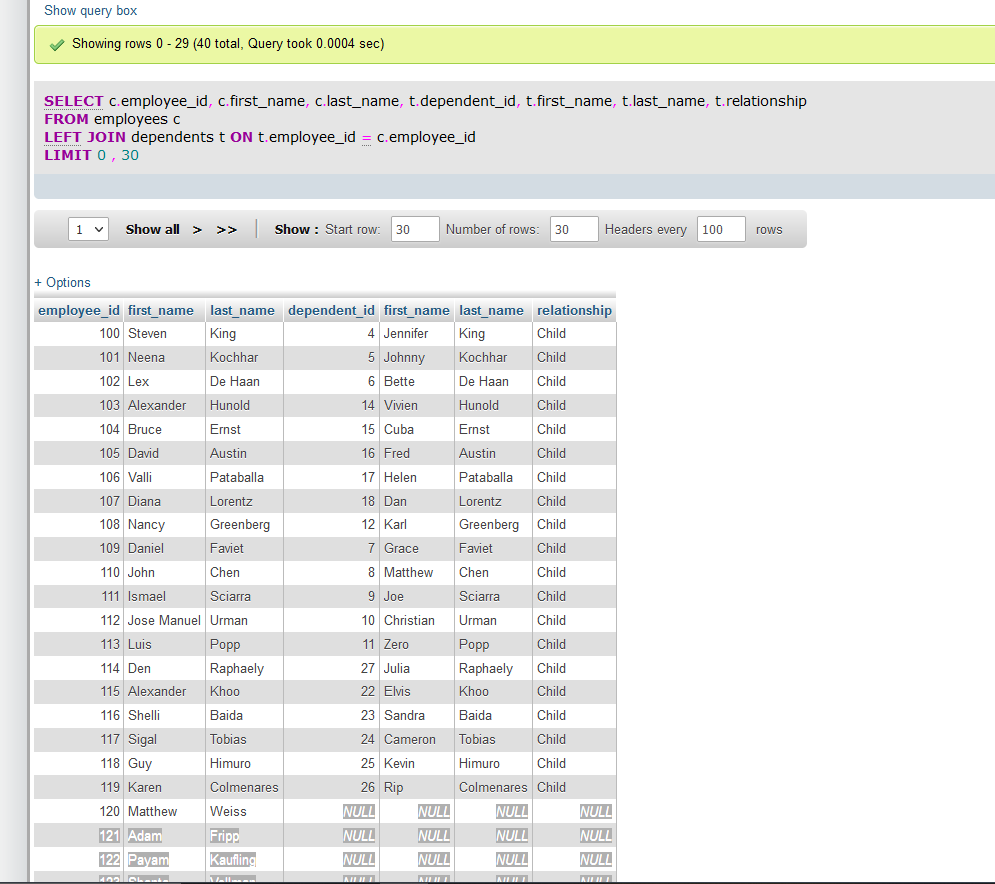 Show query box
Showing rows 0 - 29 (40 total, Query took 0.0004 sec)
SELECT c.employee_id, c.first_name, c.last_name, t.dependent_id, t.first_name, t.last_name, t.relationship
FROM employees c
LEFT JOIN dependents t ON t.employee_id = c.employee_id
LIMIT 0 , 30
1 Show all > >> Show : Start row: 30 Number of rows: 30 Headers every 100 rows
+ Options
employee_id first_name last_name dependent_id first_name last_name relationship
100 Steven King 4 Jennifer King Child
101 Neena Kochhar 5 Johnny Kochhar Child
102 Lex De Haan 6 Bette De Haan Child
103 Alexander Hunold 14 Vivien Hunold Child
104 Bruce Ernst 15 Cuba Ernst Child
105 David Austin 16 Fred Austin Child
106 Valli Pataballa 17 Helen Pataballa Child
107 Diana Lorentz 18 Dan Lorentz Child
108 Nancy Greenberg 12 Karl Greenberg Child
109 Daniel Faviet 7 Grace Faviet Child
110 John Chen 8 Matthew Chen Child
111 Ismael Sciarra 9 Joe Sciarra Child
112 Jose Manuel Urman 10 Christian Urman Child
113 Luis Popp 11 Zero Popp Child
114 Den Raphaely 27 Julia Raphaely Child
115 Alexander Khoo 22 Elvis Khoo Child
116 Shelli Baida 23 Sandra Baida Child
117 Sigal Tobias 24 Cameron Tobias Child
118 Guy Himuro 25 Kevin Himuro Child
119 Karen Colmenares 26 Rip Colmenares Child
120 Matthew Weiss NULL NULL NULL NULL
121 Adam Fripp NULL NULL NULL NULL
122 Payam Kaufling NULL NULL NULL NULL